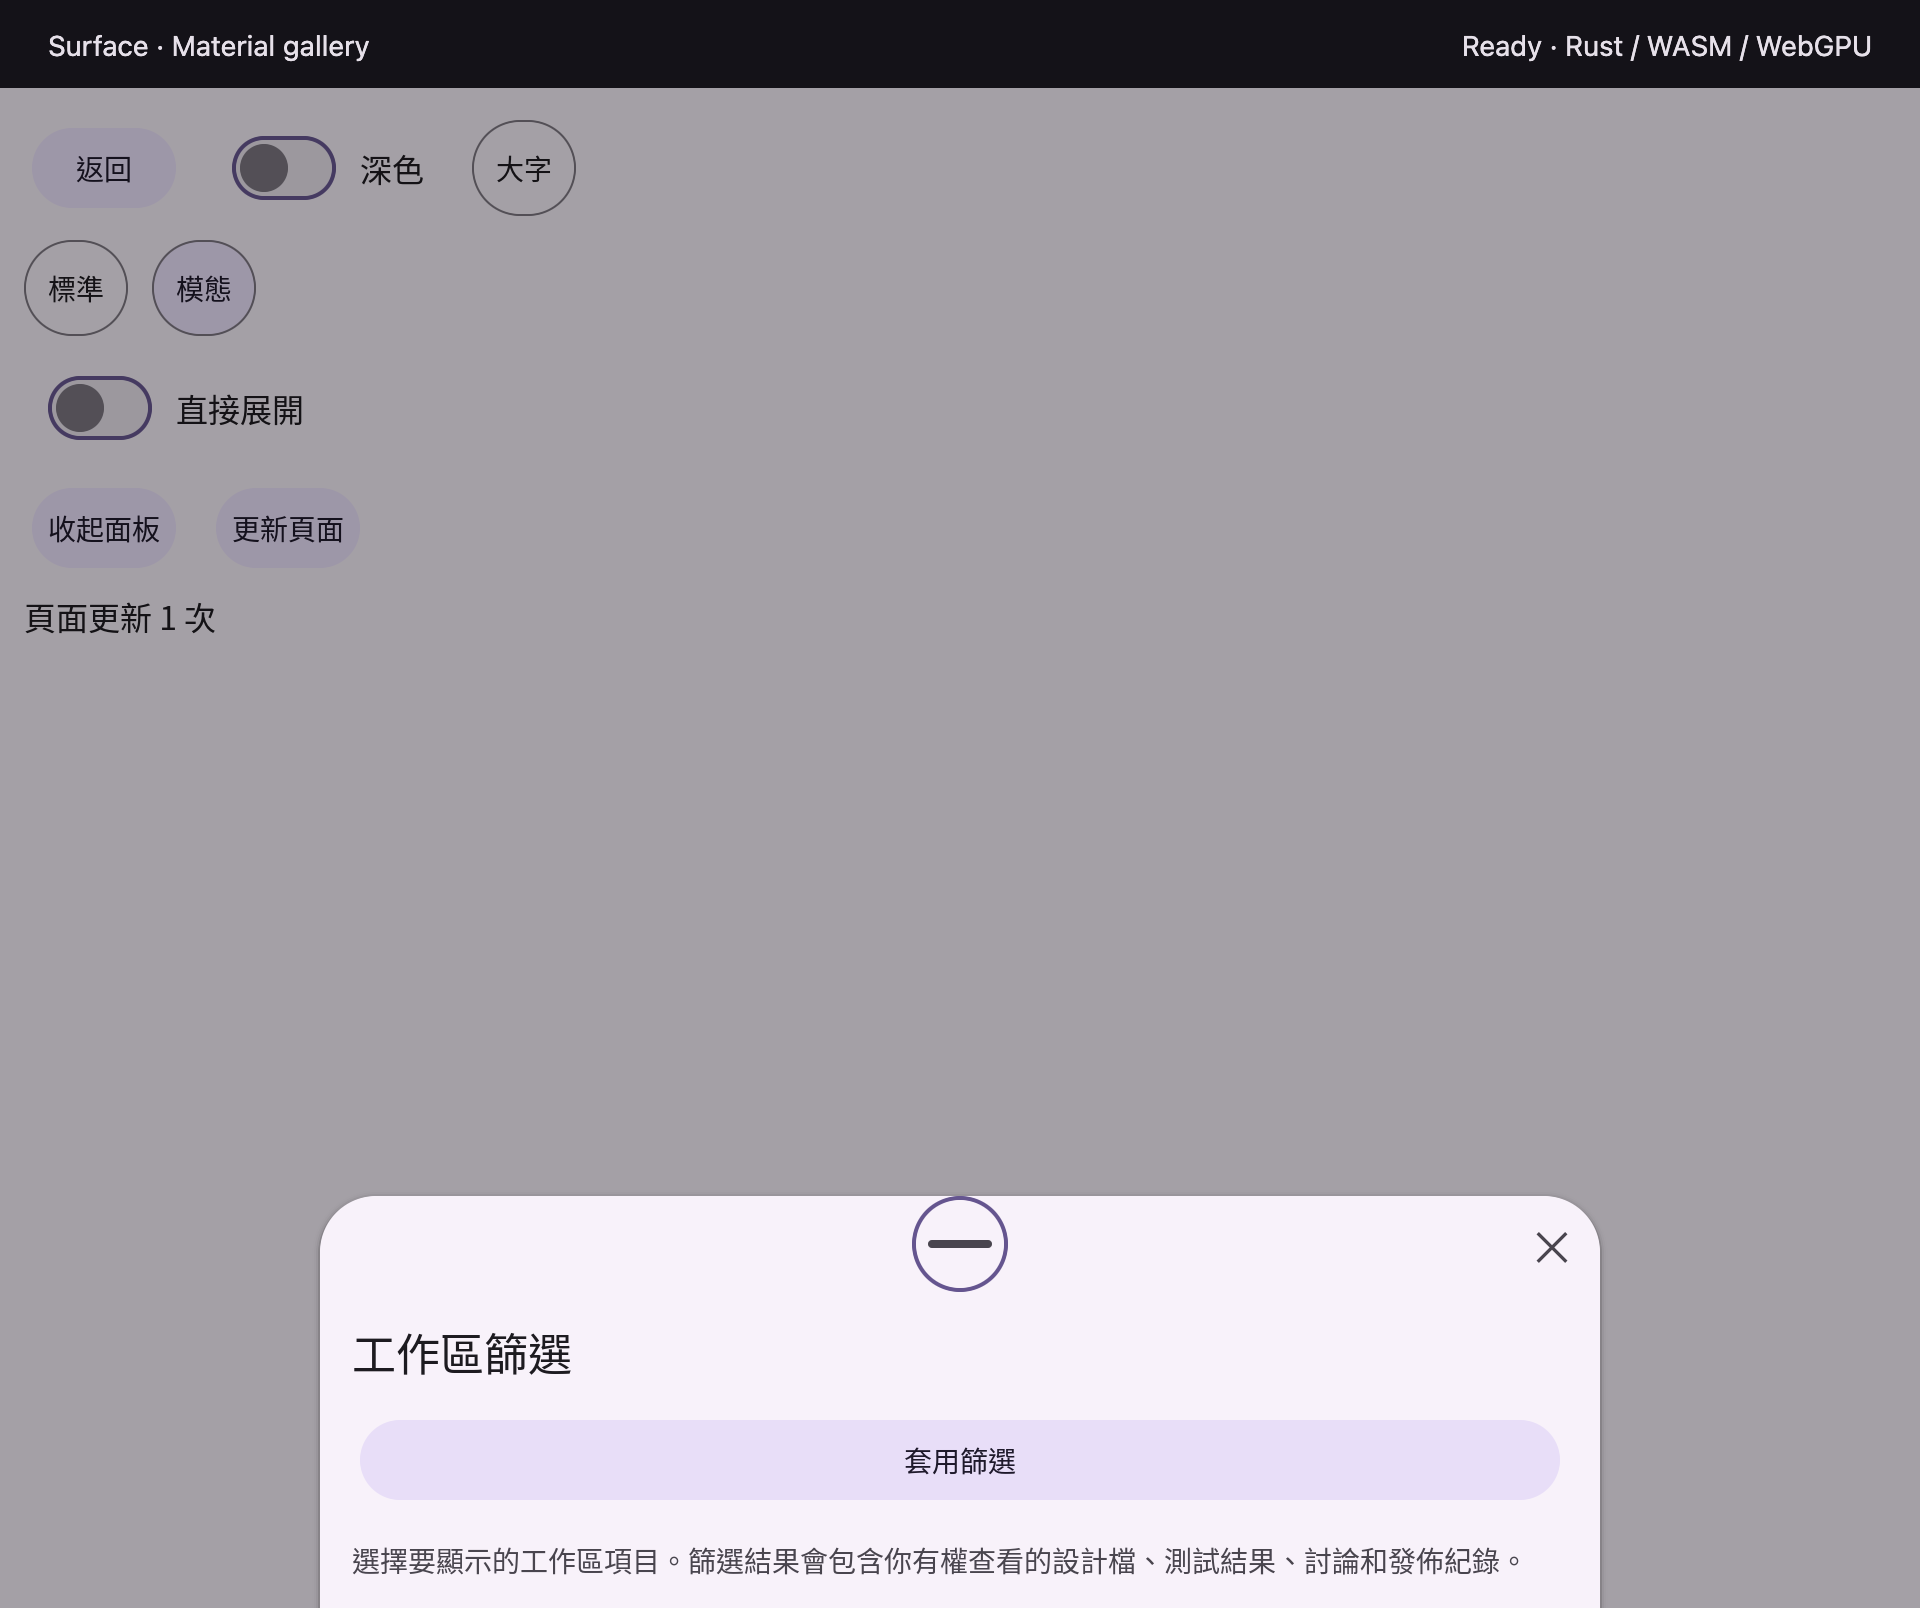 Surface · Material gallery
Ready · Rust / WASM / WebGPU
返回
深色
大字
標準
模態
直接展開
收起面板
更新頁面
頁面更新 1 次
工作區篩選
套用篩選
選擇要顯示的工作區項目。篩選結果會包含你有權查看的設計檔、測試結果、討論和發佈紀錄。